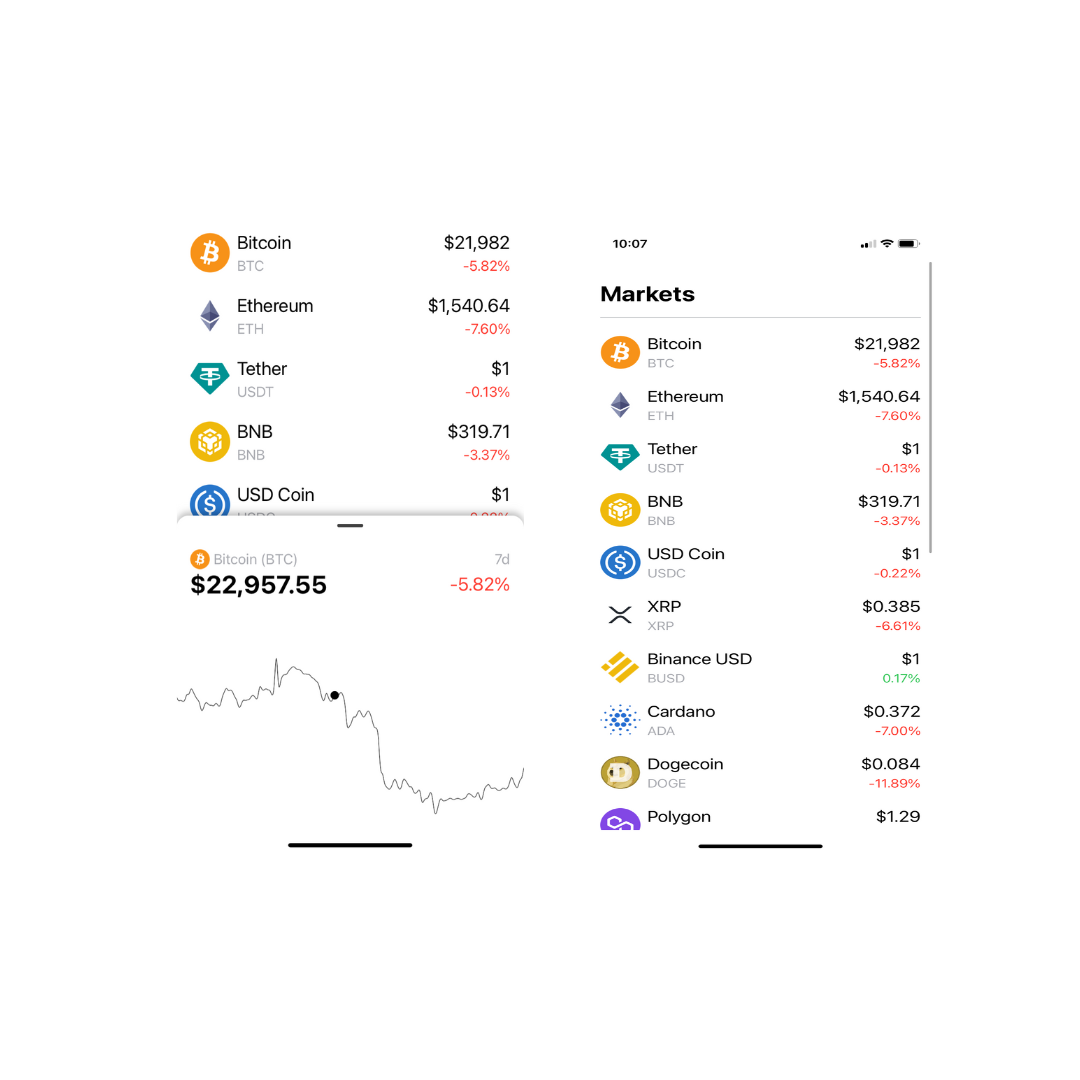 Bitcoin $21,982
BTC -5.82%
Ethereum $1,540.64
ETH -7.60%
Tether $1
USDT -0.13%
BNB $319.71
BNB -3.37%
USD Coin $1
Bitcoin (BTC) 7d
$22,957.55 -5.82%
10:07
Markets
Bitcoin $21,982
BTC -5.82%
Ethereum $1,540.64
ETH -7.60%
Tether $1
USDT -0.13%
BNB $319.71
BNB -3.37%
USD Coin $1
USDC -0.22%
XRP $0.385
XRP -6.61%
Binance USD $1
BUSD 0.17%
Cardano $0.372
ADA -7.00%
Dogecoin $0.084
DOGE -11.89%
Polygon $1.29